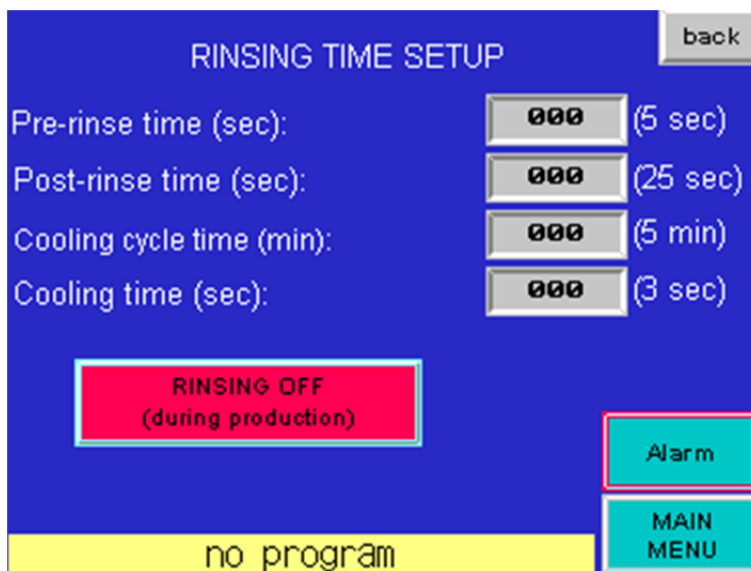 back
RINSING TIME SETUP
Pre-rinse time (sec): 000 (5 sec)
Post-rinse time (sec): 000 (25 sec)
Cooling cycle time (min): 000 (5 min)
Cooling time (sec): 000 (3 sec)
RINSING OFF
(during production)
Alarm
MAIN
MENU
no program